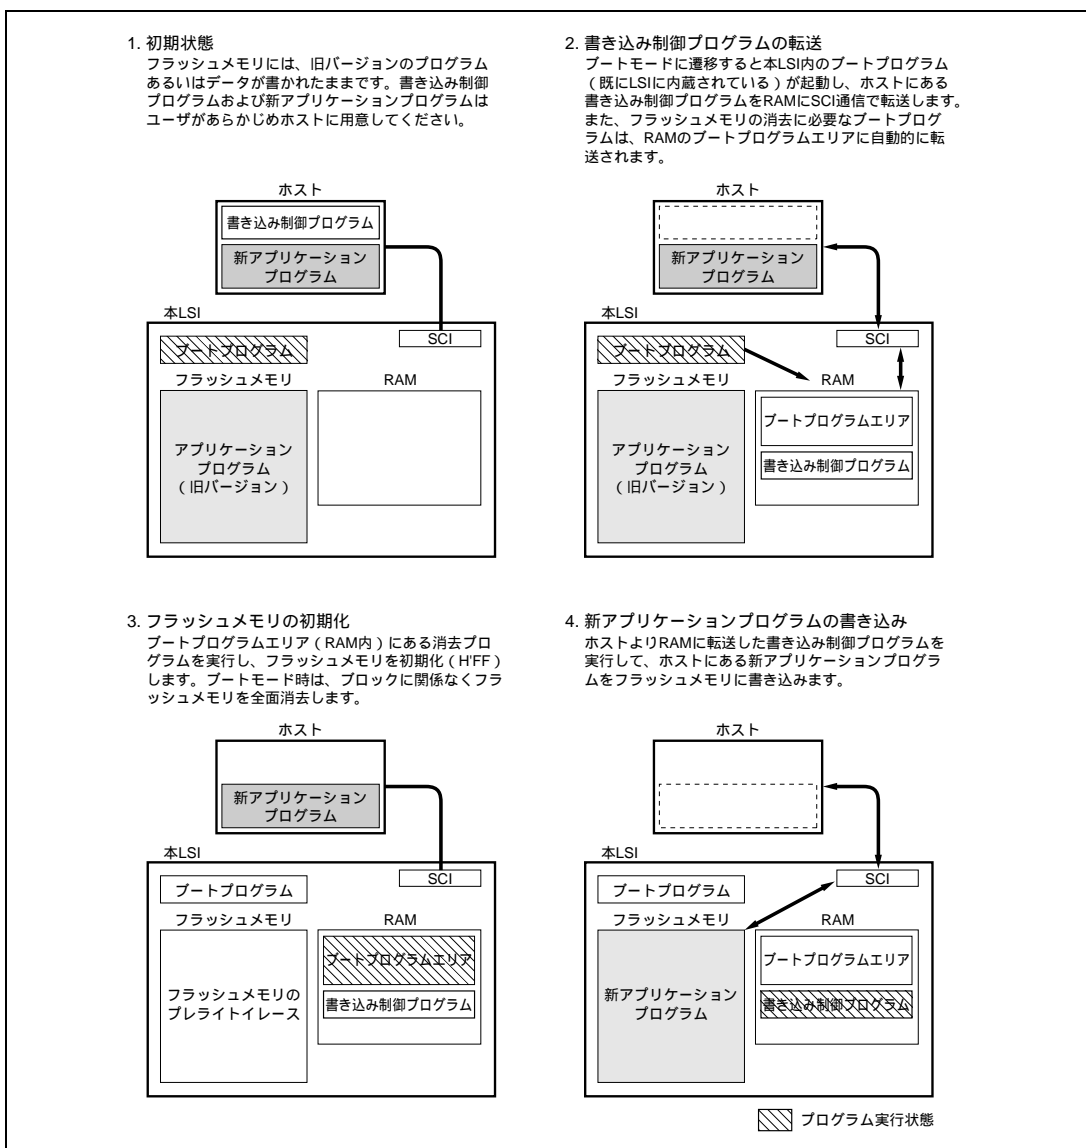 1. 初期状態
フラッシュメモリには、旧バージョンのプログラム
あるいはデータが書かれたままです。書き込み制御
プログラムおよび新アプリケーションプログラムは
ユーザがあらかじめホストに用意してください。
ホスト
書き込み制御プログラム
新アプリケーション
プログラム
本LSI
ブートプログラム
SCI
フラッシュメモリ
RAM
アプリケーション
プログラム
（旧バージョン）
2. 書き込み制御プログラムの転送
ブートモードに遷移すると本LSI内のブートプログラム
（既にLSIに内蔵されている）が起動し、ホストにある
書き込み制御プログラムをRAMにSCI通信で転送します。
また、フラッシュメモリの消去に必要なブートプログ
ラムは、RAMのブートプログラムエリアに自動的に転
送されます。
ホスト
新アプリケーション
プログラム
本LSI
ブートプログラム
SCI
フラッシュメモリ
RAM
アプリケーション
プログラム
（旧バージョン）
ブートプログラムエリア
書き込み制御プログラム
3. フラッシュメモリの初期化
ブートプログラムエリア（RAM内）にある消去プロ
グラムを実行し、フラッシュメモリを初期化（H'FF）
します。ブートモード時は、ブロックに関係なくフラ
ッシュメモリを全面消去します。
ホスト
新アプリケーション
プログラム
本LSI
ブートプログラム
SCI
フラッシュメモリ
RAM
フラッシュメモリの
プレライトイレース
ブートプログラムエリア
書き込み制御プログラム
4. 新アプリケーションプログラムの書き込み
ホストよりRAMに転送した書き込み制御プログラムを
実行して、ホストにある新アプリケーションプログラ
ムをフラッシュメモリに書き込みます。
ホスト
本LSI
ブートプログラム
SCI
フラッシュメモリ
RAM
新アプリケーション
プログラム
ブートプログラムエリア
書き込み制御プログラム
プログラム実行状態